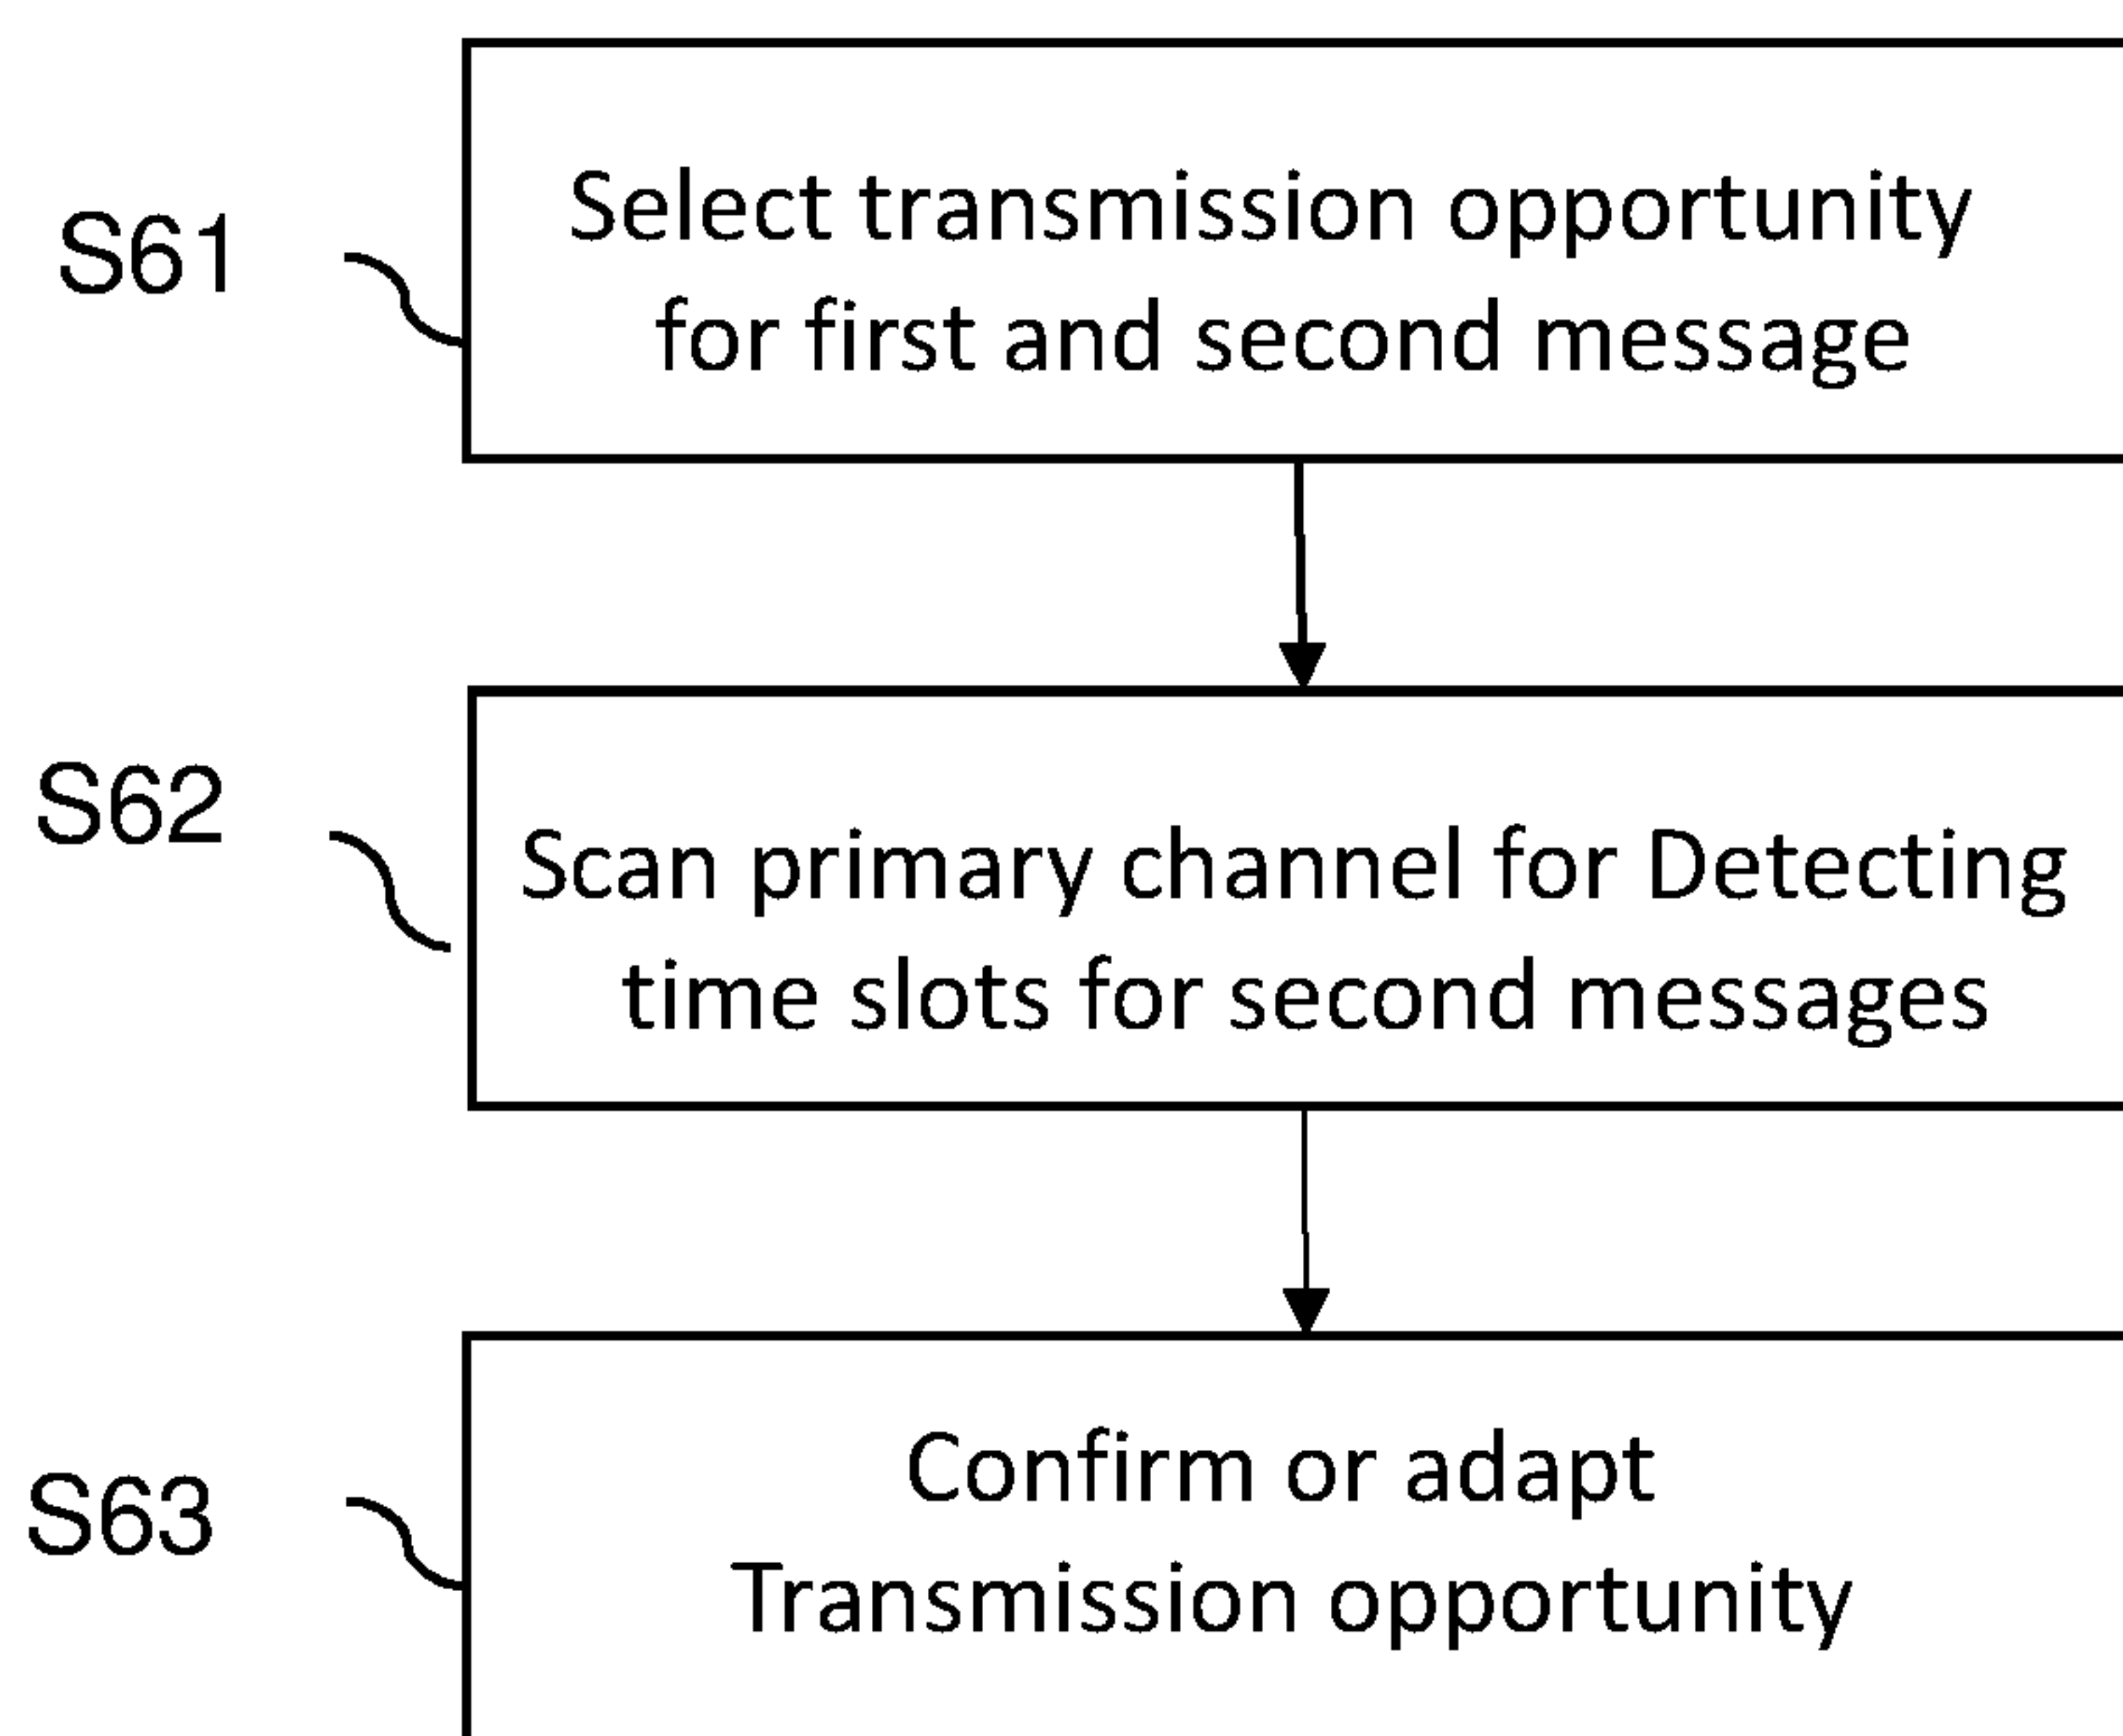 S61
Select transmission opportunity
for first and second message
S62
Scan primary channel for Detecting
time slots for second messages
S63
Confirm or adapt
Transmission opportunity